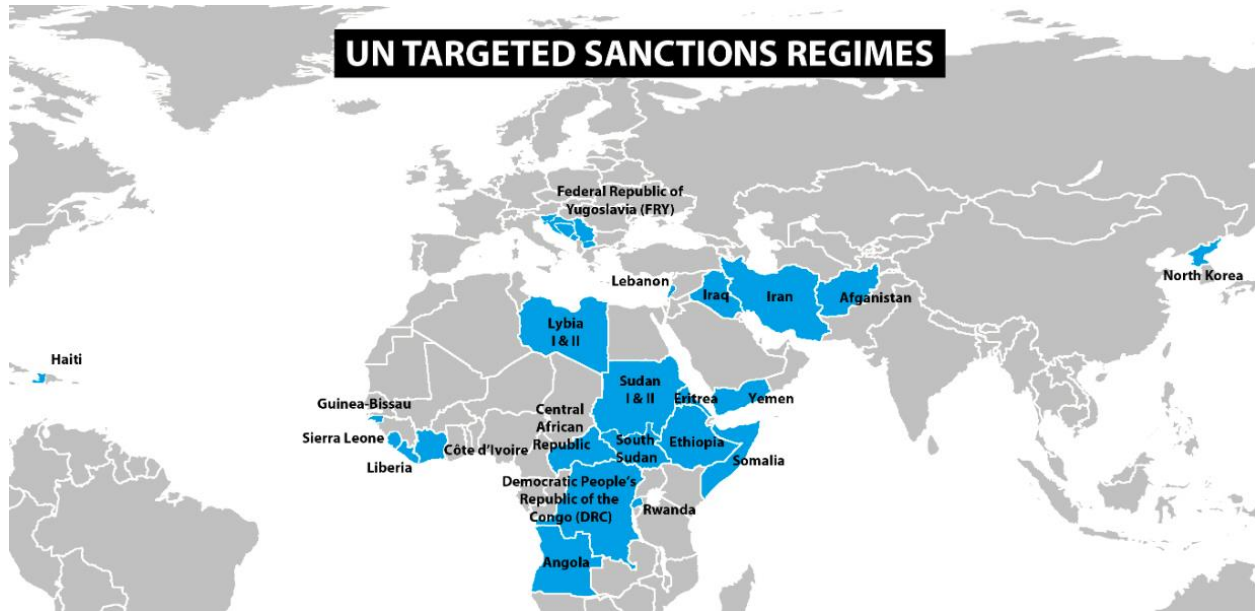 UN TARGETED SANCTIONS REGIMES
Federal Republic of
Yugoslavia (FRY)
Lebanon
Iraq
Iran
Afganistan
North Korea
Lybia
I & II
Haiti
Sudan
I & II
Eritrea
Yemen
Guinea-Bissau
Central
African
Republic
Sierra Leone
Côte d'Ivoire
South
Sudan
Ethiopia
Liberia
Somalia
Democratic People's
Republic of the
Congo (DRC)
Rwanda
Angola